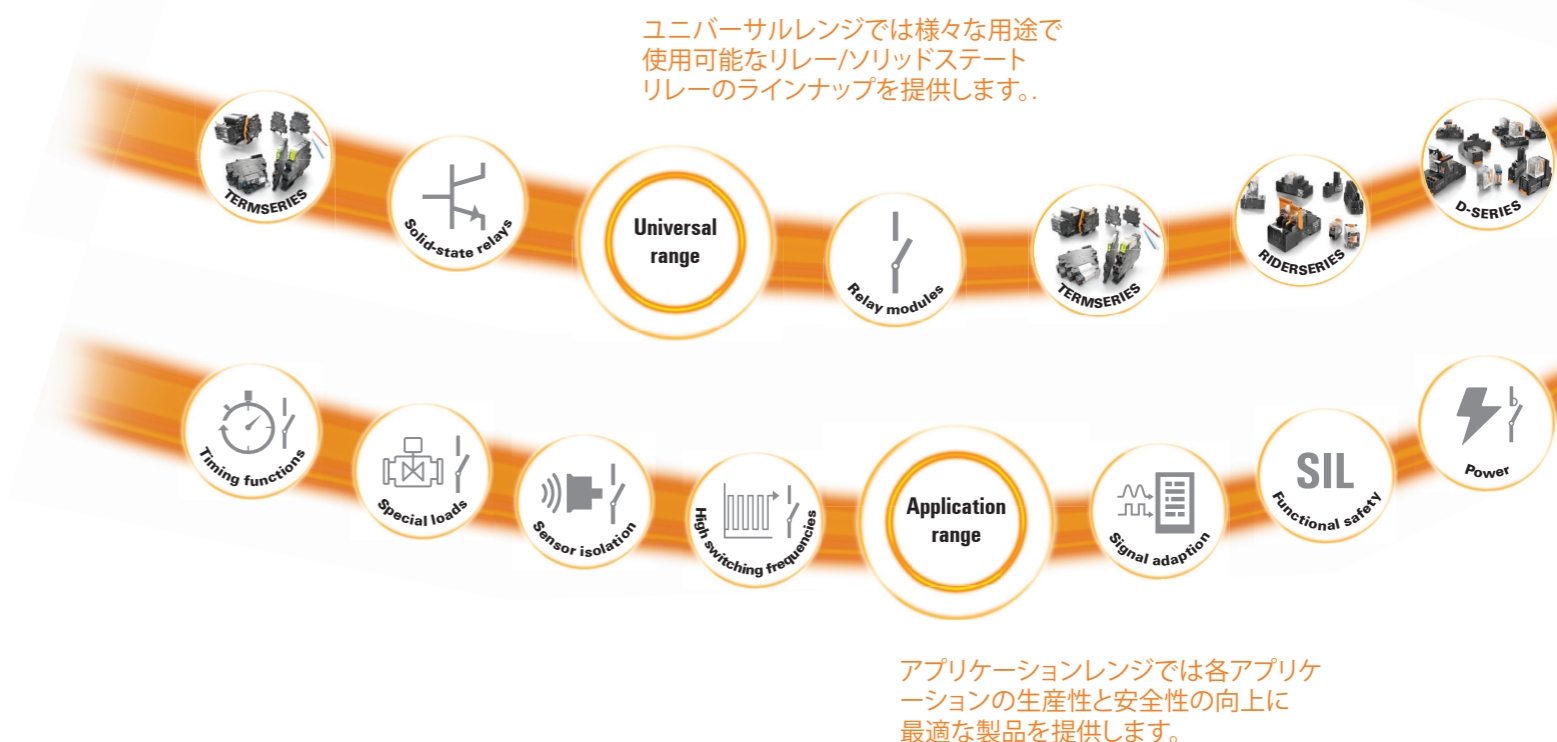 ユニバーサルレンジでは様々な用途で
使用可能なリレー/ソリッドステート
リレーのラインナップを提供します。.
TERMSERIES
Solid-state relays
Universal
range
Relay modules
TERMSERIES
RIDERSERIES
D-SERIES
Timing functions
Special loads
Sensor isolation
High switching frequencies
Application
range
Signal adaption
SIL
Functional safety
Power
アプリケーションレンジでは各アプリケ
ーションの生産性と安全性の向上に
最適な製品を提供します。